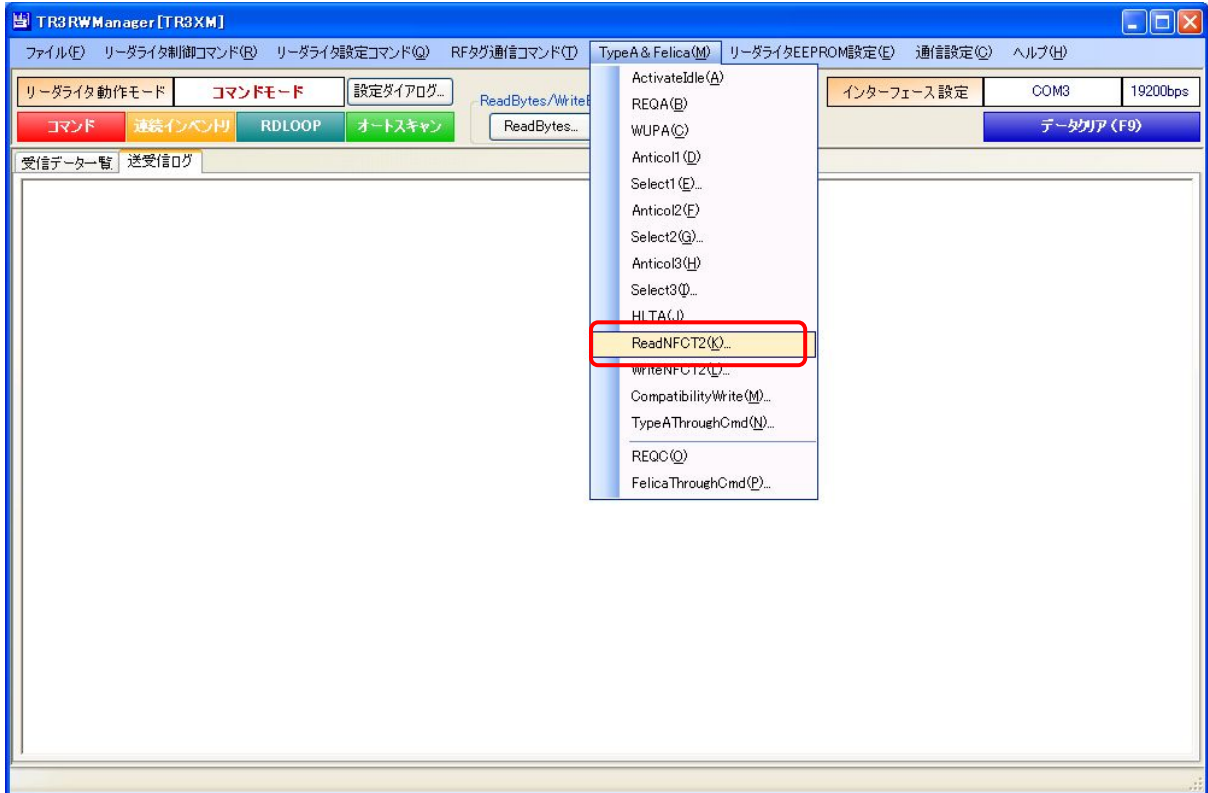 TR3RWManager[TR3XM]
ファイル(F) リーダライタ制御コマンド(R) リーダライタ設定コマンド(Q) RFタグ通信コマンド(T) TypeA & Felica(M) リーダライタEEPROM設定(E) 通信設定(C) ヘルプ(H)
リーダライタ動作モード コマンドモード 設定ダイアログ... ReadBytes/Write インターフェース設定 COM3 19200bps
コマンド 連続インベントリ RDLOOP オートスキャン ReadBytes... データクリア (F9)
受信データ一覧 送受信ログ
ActivateIdle(A)
REQA(B)
WUPA(C)
Anticol1(D)
Select1(E)...
Anticol2(F)
Select2(G)...
Anticol3(H)
Select3(I)...
HLTA(J)
ReadNFCT2(K)...
WriteNFCT2(L)...
CompatibilityWrite(M)...
TypeAThroughCmd(N)...
REQC(O)
FelicaThroughCmd(P)...